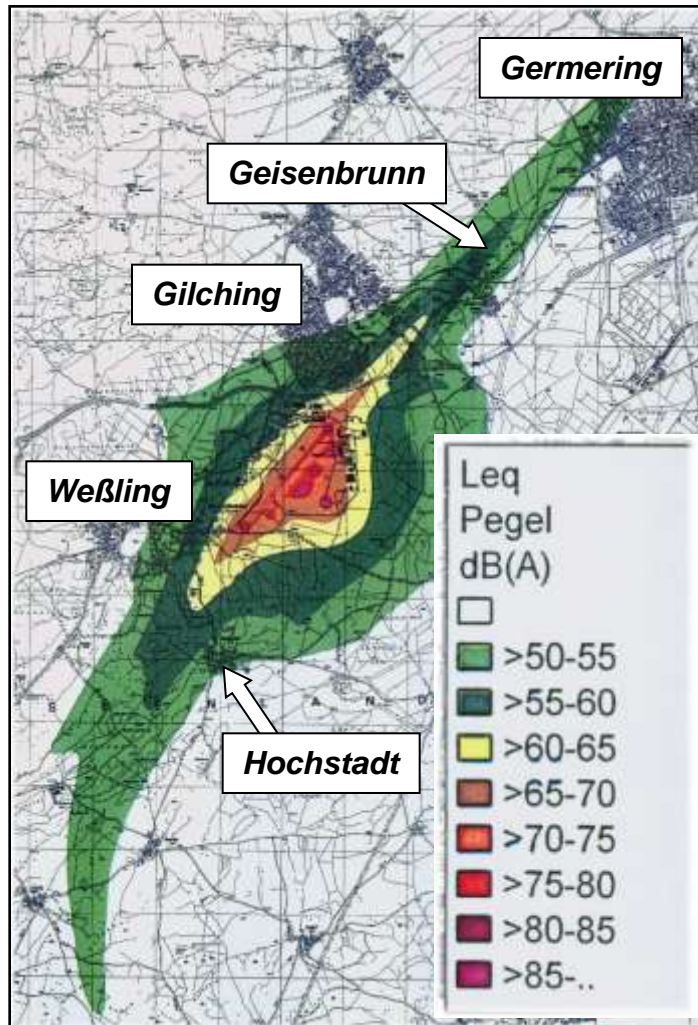 Germering
Geisenbrunn
Gilching
Weßling
Hochstadt
Leq
Pegel
dB(A)
>50-55
>55-60
>60-65
>65-70
>70-75
>75-80
>80-85
>85-..